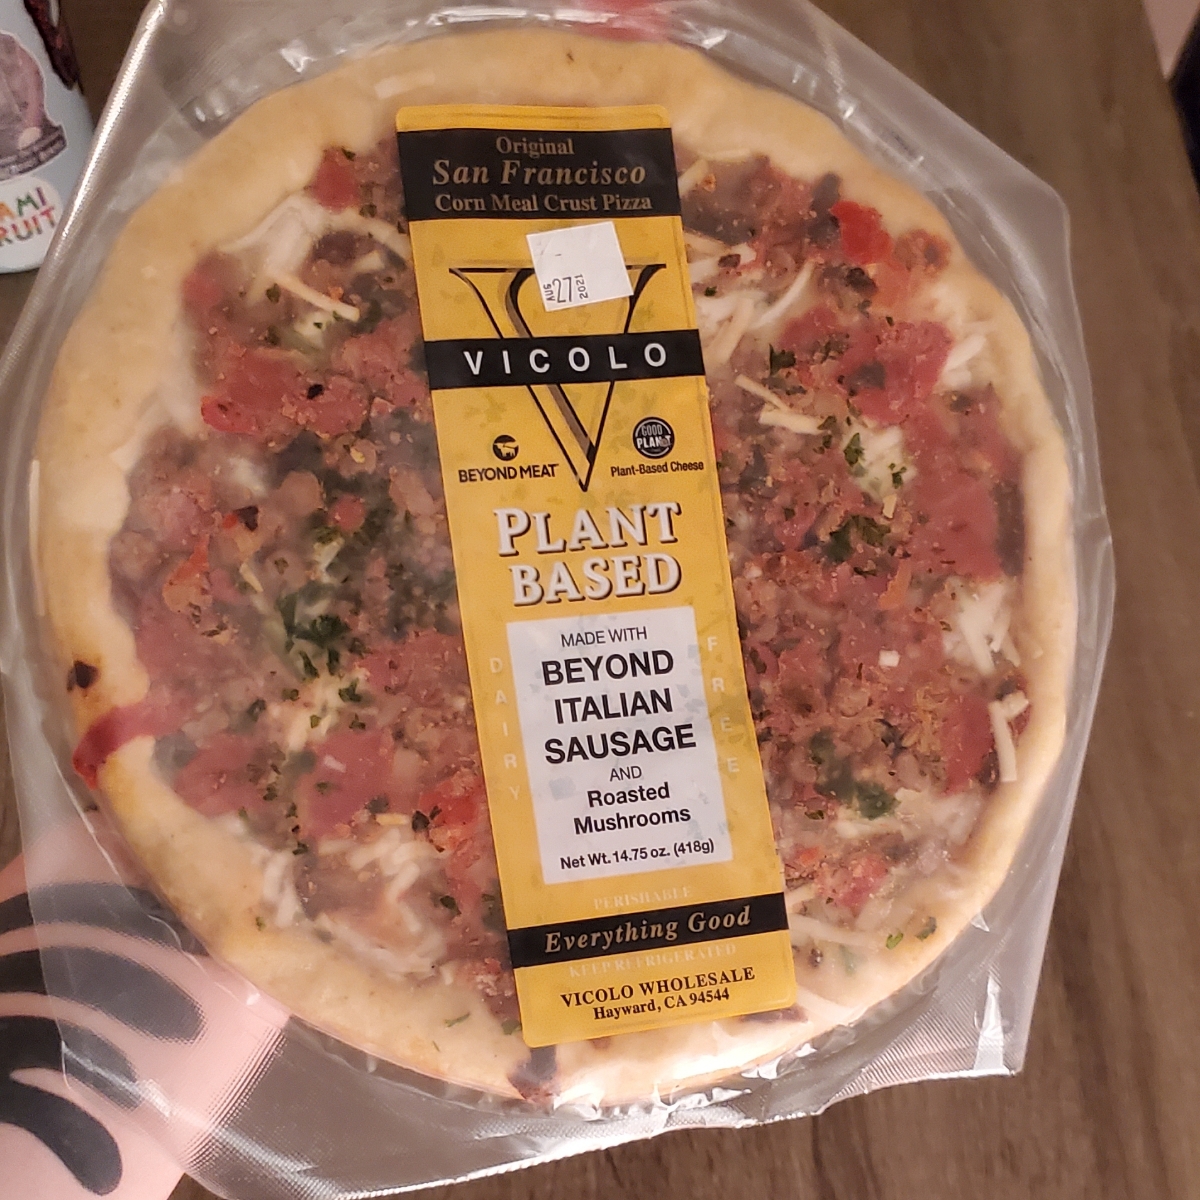 Original
San Francisco
Corn Meal Crust Pizza
AUG 27 2021
VICOLO
BEYOND MEAT
GOOD
PLANeT
Plant-Based Cheese
PLANT
BASED
MADE WITH
BEYOND
ITALIAN
SAUSAGE
AND
Roasted
Mushrooms
Net Wt. 14.75 oz. (418g)
DAIRY
FREE
PERISHABLE
Everything Good
KEEP REFRIGERATED
VICOLO WHOLESALE
Hayward, CA 94544